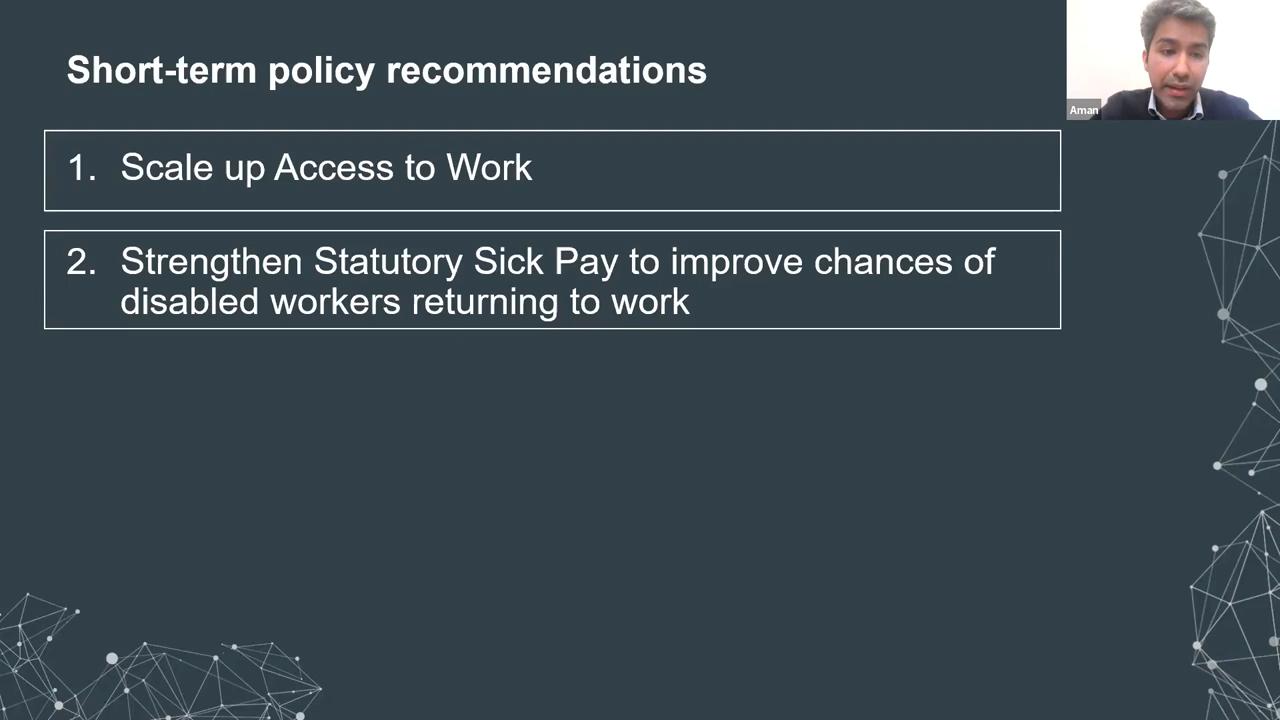 Short-term policy recommendations
Aman
1. Scale up Access to Work
2. Strengthen Statutory Sick Pay to improve chances of
disabled workers returning to work